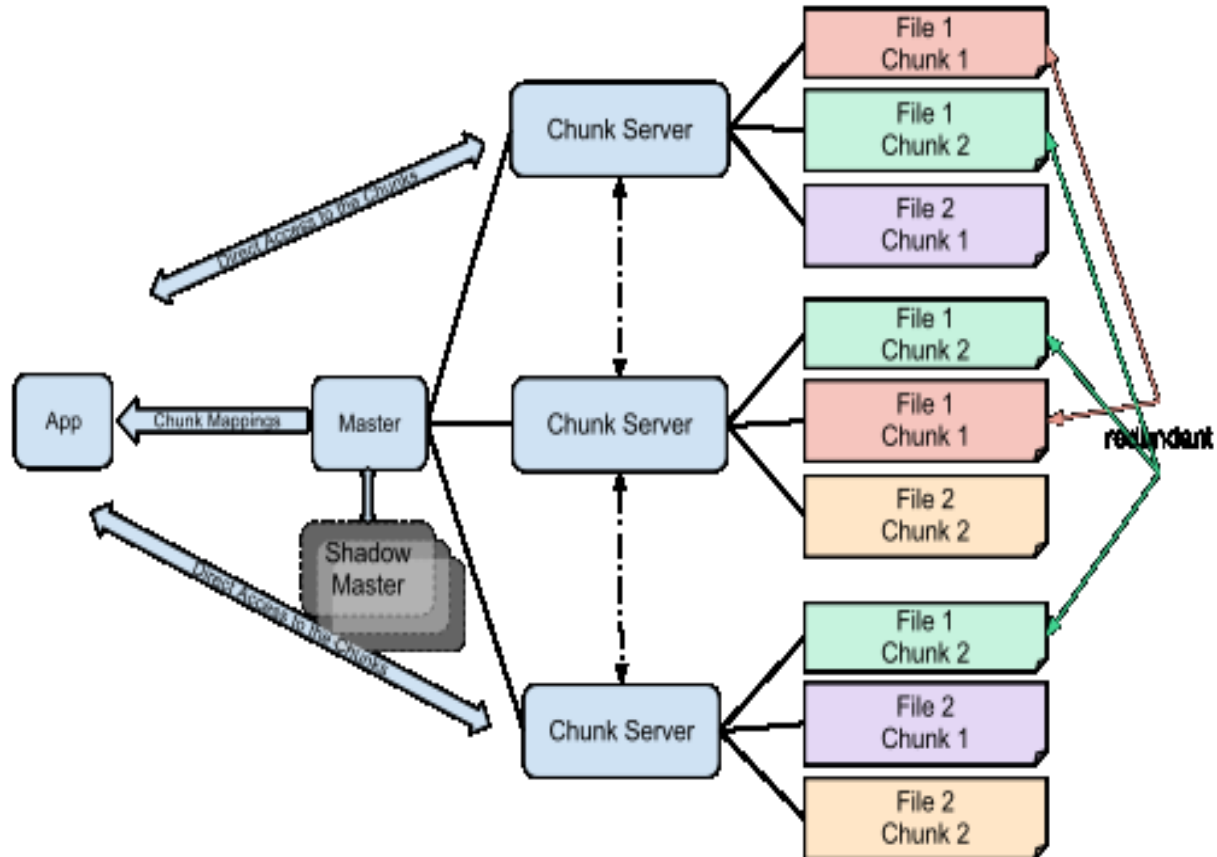 File 1
Chunk 1
Chunk Server
File 1
Chunk 2
File 2
Chunk 1
Direct Access to the Chunks
File 1
Chunk 2
App
Chunk Mappings
Master
Chunk Server
File 1
Chunk 1
redundant
File 2
Chunk 2
Shadow
Master
Direct Access to the Chunks
File 1
Chunk 2
Chunk Server
File 2
Chunk 1
File 2
Chunk 2